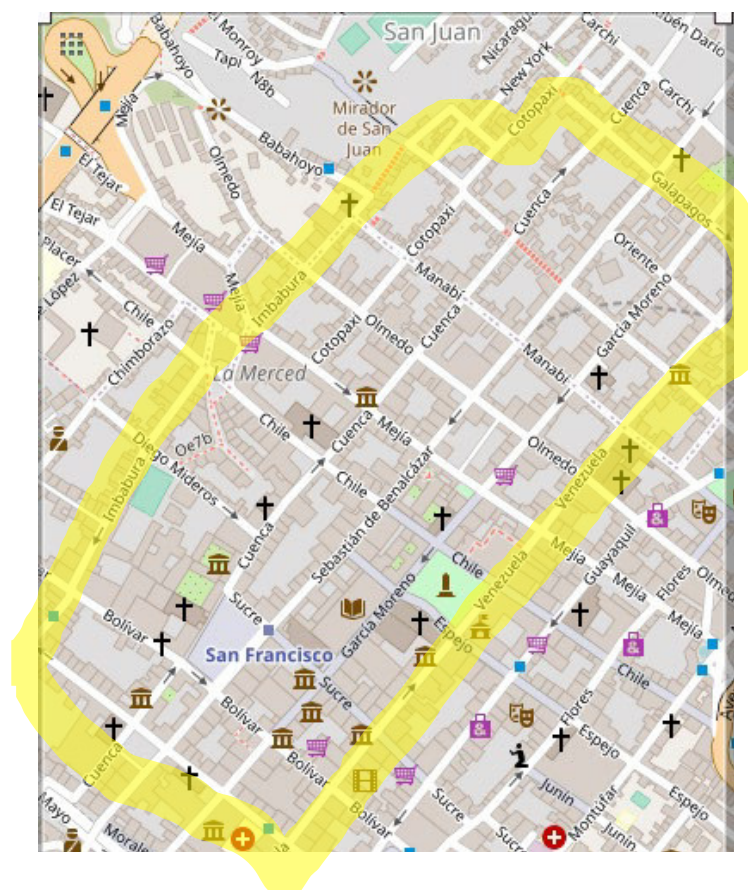 San Juan
Nicaragua
Carchi
Rubén Darío
Babahoyo
El Monroy
Tapi
N8b
New York
Mejía
Mirador
de San
Juan
Cotopaxi
Cuenca
Carchi
Babahoyo
Olmedo
El Tejar
Galápagos
El Tejar
Mejía
Cotopaxi
Cuenca
Oriente
Placer
López
Mejía
Imbabura
Manabí
García Moreno
Chile
Chimborazo
Cotopaxi
Olmedo
Cuenca
Manabí
La Merced
Chile
Cuenca
Mejía
Diego Mideros
Oe7b
Olmedo
Venezuela
Imbabura
Chile
Sebastián de Benalcázar
&
Cuenca
Chile
Venezuela
Mejía
Guayaquil
Mejía
Flores
Olmedo
Sucre
García Moreno
Espejo
Mejía
Bolívar
San Francisco
&
Chile
Sucre
Bolívar
Flores
Espejo
&
Cuenca
Bolívar
Sucre
Junín
Montúfar
Espejo
Mayo
Morales
Bolívar
Sucre
Junín